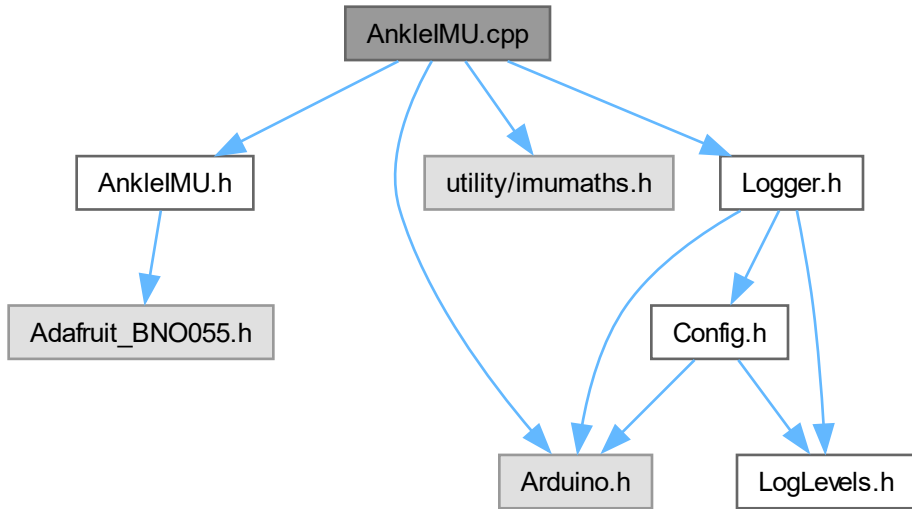 AnkleIMU.cpp
AnkleIMU.h
utility/imumaths.h
Logger.h
Adafruit_BNO055.h
Config.h
Arduino.h
LogLevels.h